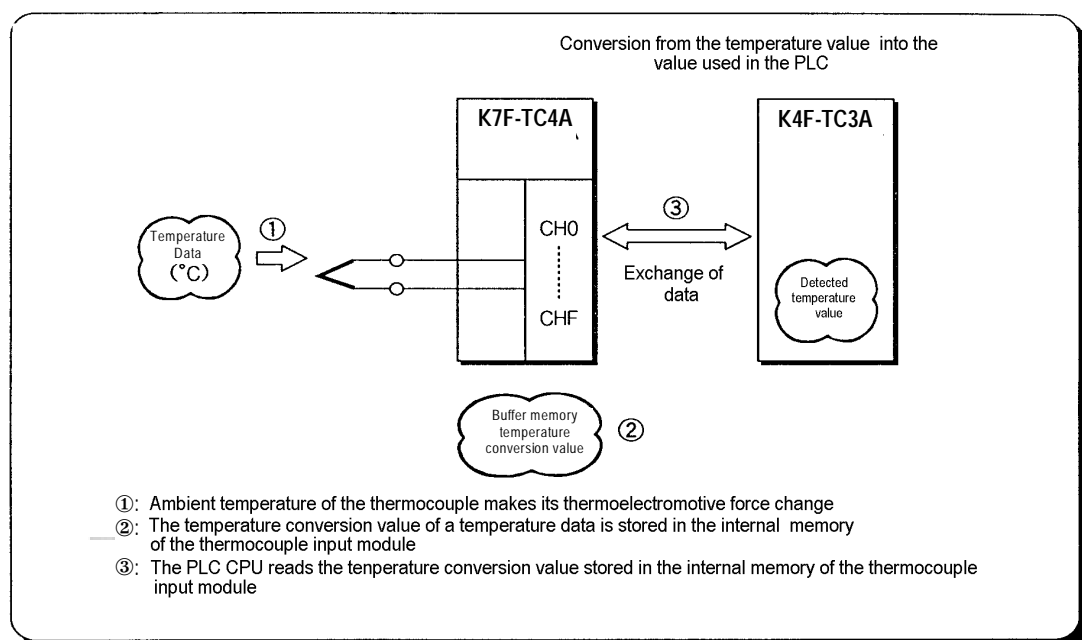 Conversion from the temperature value into the
value used in the PLC
K7F-TC4A
K4F-TC3A
Temperature
Data
(°C)
①
CH0
CHF
③
Exchange of
data
Detected
temperature
value
Buffer memory
temperature
conversion value
②
①: Ambient temperature of the thermocouple makes its thermoelectromotive force change
②: The temperature conversion value of a temperature data is stored in the internal memory
of the thermocouple input module
③: The PLC CPU reads the tenperature conversion value stored in the internal memory of the thermocouple
input module